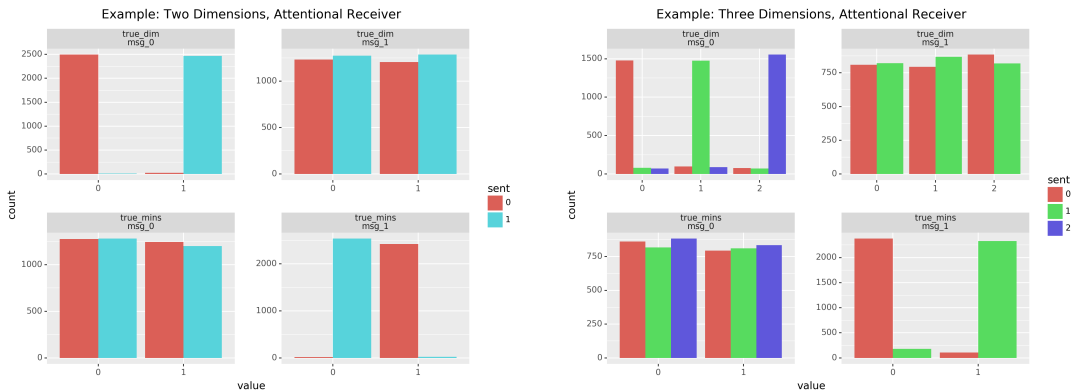 Example: Two Dimensions, Attentional Receiver
true_dim
msg_0
true_dim
msg_1
2500
2000
1500
1000
500
0
0 1
1000
500
0
0 1
true_mins
msg_0
true_mins
msg_1
1000
500
0
0 1
2000
1000
0
0 1
count
value
sent
0
1
Example: Three Dimensions, Attentional Receiver
true_dim
msg_0
true_dim
msg_1
1500
1000
500
0
0 1 2
750
500
250
0
0 1 2
true_mins
msg_0
true_mins
msg_1
750
500
250
0
0 1
2000
1500
1000
500
0
0 1
count
value
sent
0
1
2